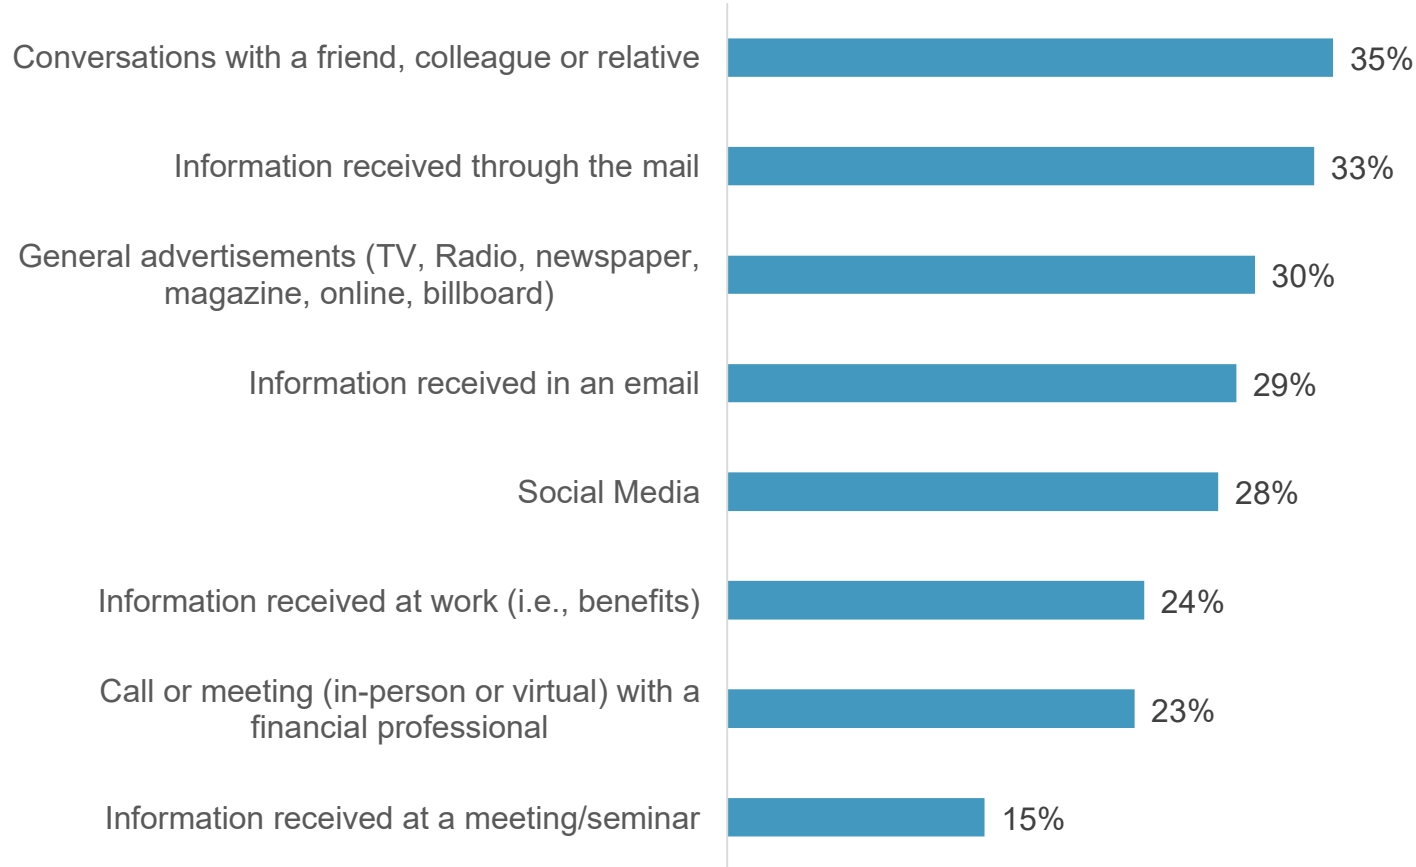 Conversations with a friend, colleague or relative 35%
Information received through the mail 33%
General advertisements (TV, Radio, newspaper,
magazine, online, billboard) 30%
Information received in an email 29%
Social Media 28%
Information received at work (i.e., benefits) 24%
Call or meeting (in-person or virtual) with a
financial professional 23%
Information received at a meeting/seminar 15%